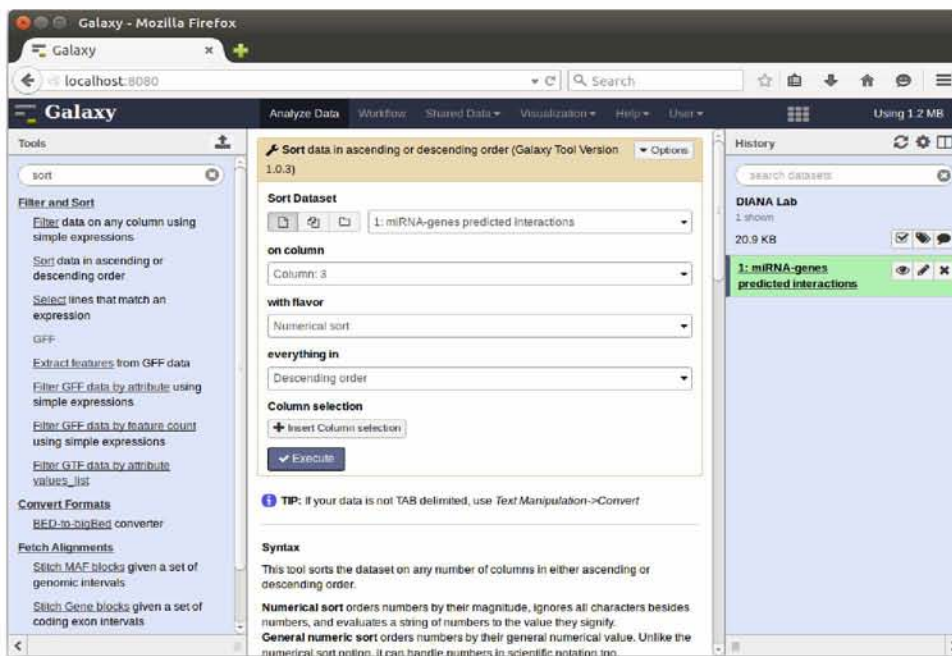 Galaxy - Mozilla Firefox
Galaxy
localhost:8080
Search
Galaxy
Analyze Data Workflow Shared Data Visualization Help User
Using 1.2 MB
Tools
sort
Filter and Sort
Filter data on any column using
simple expressions
Sort data in ascending or
descending order
Select lines that match an
expression
GFF
Extract features from GFF data
Filter GFF data by attribute using
simple expressions
Filter GFF data by feature count
using simple expressions
Filter GTF data by attribute
values_list
Convert Formats
BED-to-bigBed converter
Fetch Alignments
Stitch MAF blocks given a set of
genomic intervals
Stitch Gene blocks given a set of
coding exon intervals
Sort data in ascending or descending order (Galaxy Tool Version
1.0.3)
Options
Sort Dataset
1: miRNA-genes predicted interactions
on column
Column: 3
with flavor
Numerical sort
everything in
Descending order
Column selection
Insert Column selection
Execute
TIP: If your data is not TAB delimited, use Text Manipulation->Convert
Syntax
This tool sorts the dataset on any number of columns in either ascending or
descending order.
Numerical sort orders numbers by their magnitude, ignores all characters besides
numbers, and evaluates a string of numbers to the value they signify.
General numeric sort orders numbers by their general numerical value. Unlike the
numerical sort option, it can handle numbers in scientific notation too.
History
search datasets
DIANA Lab
1 shown
20.9 KB
1: miRNA-genes
predicted interactions